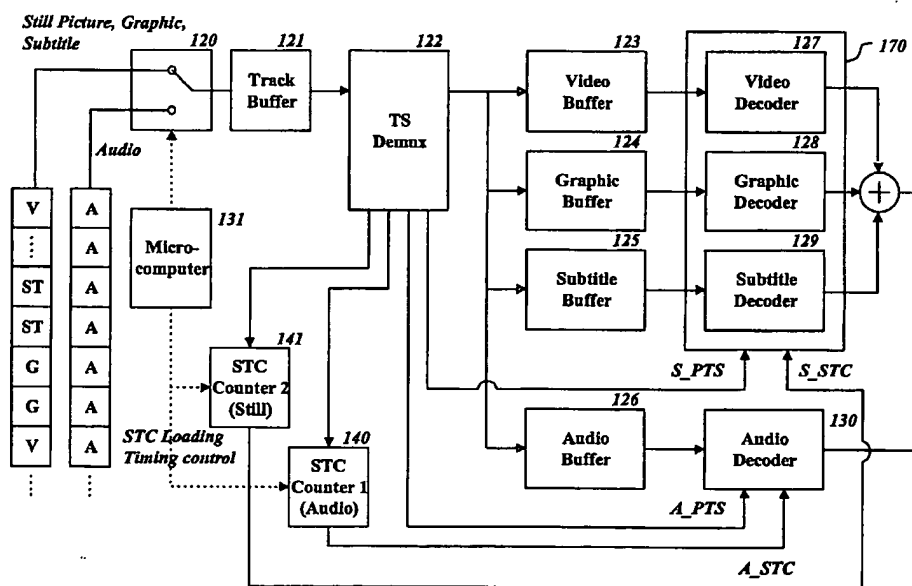 Still Picture, Graphic,
Subtitle
120
121
122
123
127
170
Track
Buffer
TS
Demux
Video
Buffer
Video
Decoder
Audio
124
128
Graphic
Buffer
Graphic
Decoder
+
131
Micro-
computer
125
129
Subtitle
Buffer
Subtitle
Decoder
V
⋮
ST
ST
G
G
V
⋮
A
A
A
A
A
A
A
⋮
141
STC
Counter 2
(Still)
S_PTS
S_STC
STC Loading
Timing control
140
STC
Counter 1
(Audio)
126
130
Audio
Buffer
Audio
Decoder
A_PTS
A_STC